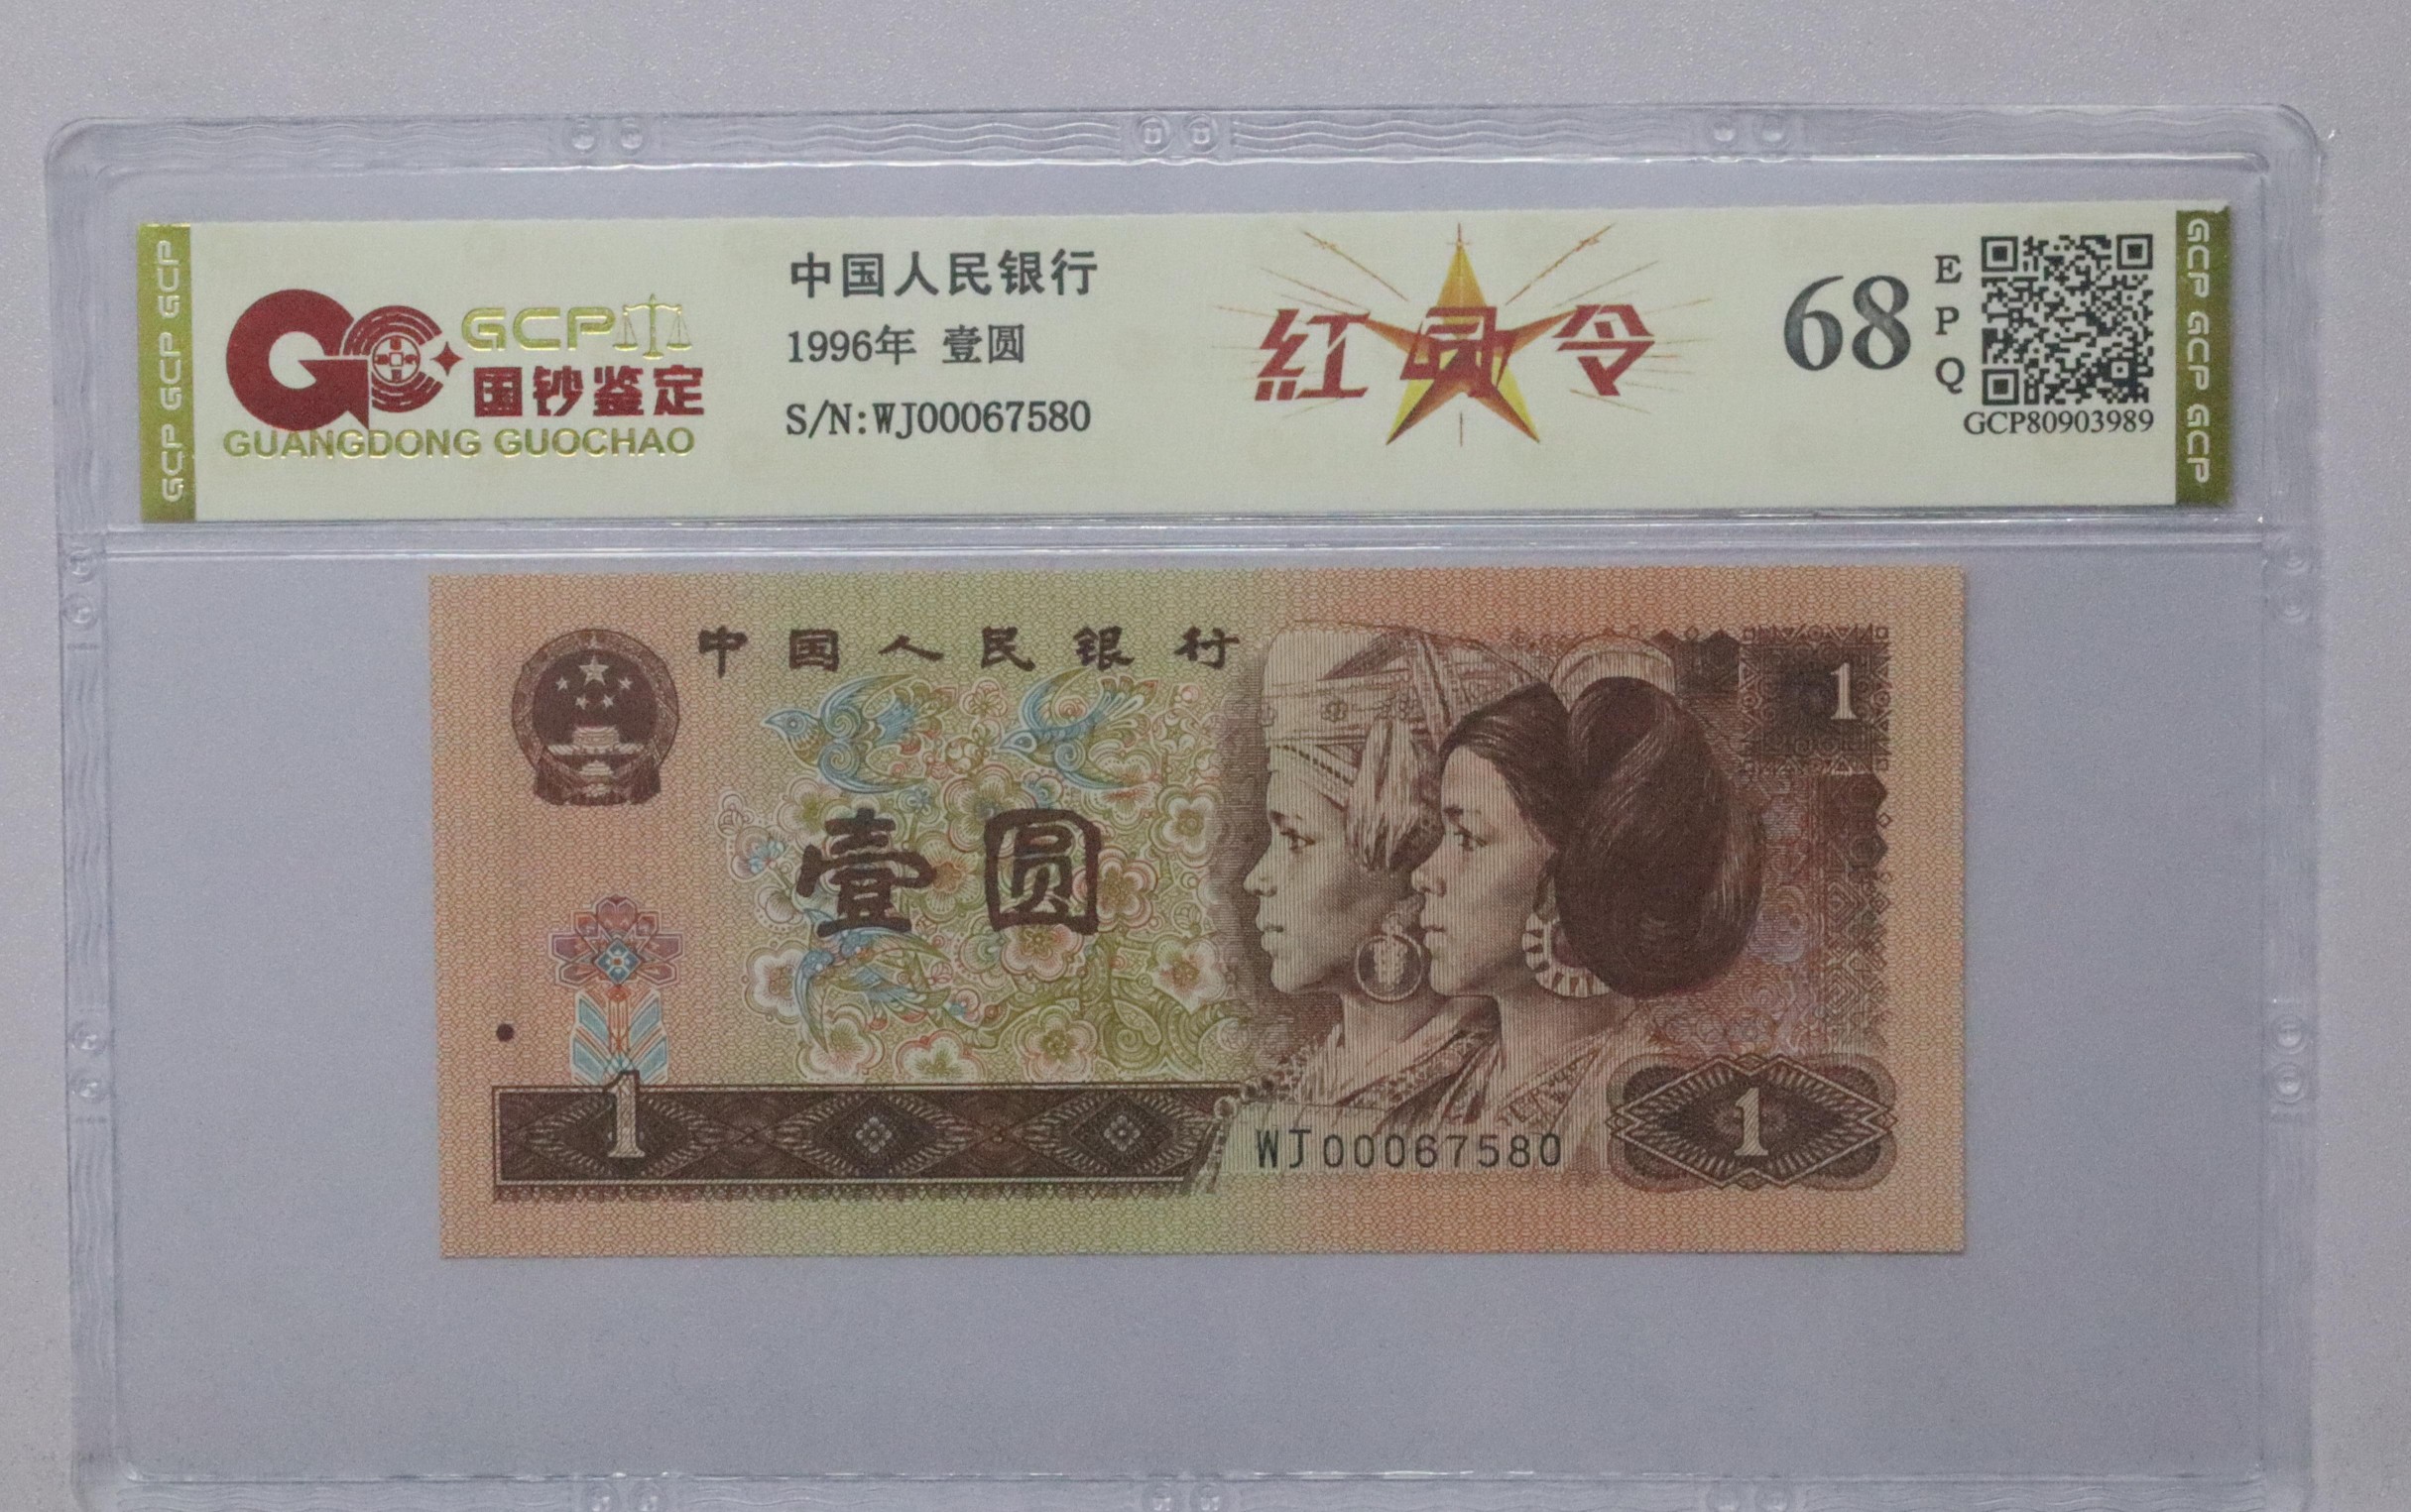 GCP GCP GCP
GCP
国钞鉴定
GUANGDONG GUOCHAO
中国人民银行
1996年 壹圆
S/N:WJ00067580
紅 令
68
E
P
Q
GCP80903989
GCP GCP GCP
中国人民银行
1
壹圆
1
WJ00067580
1